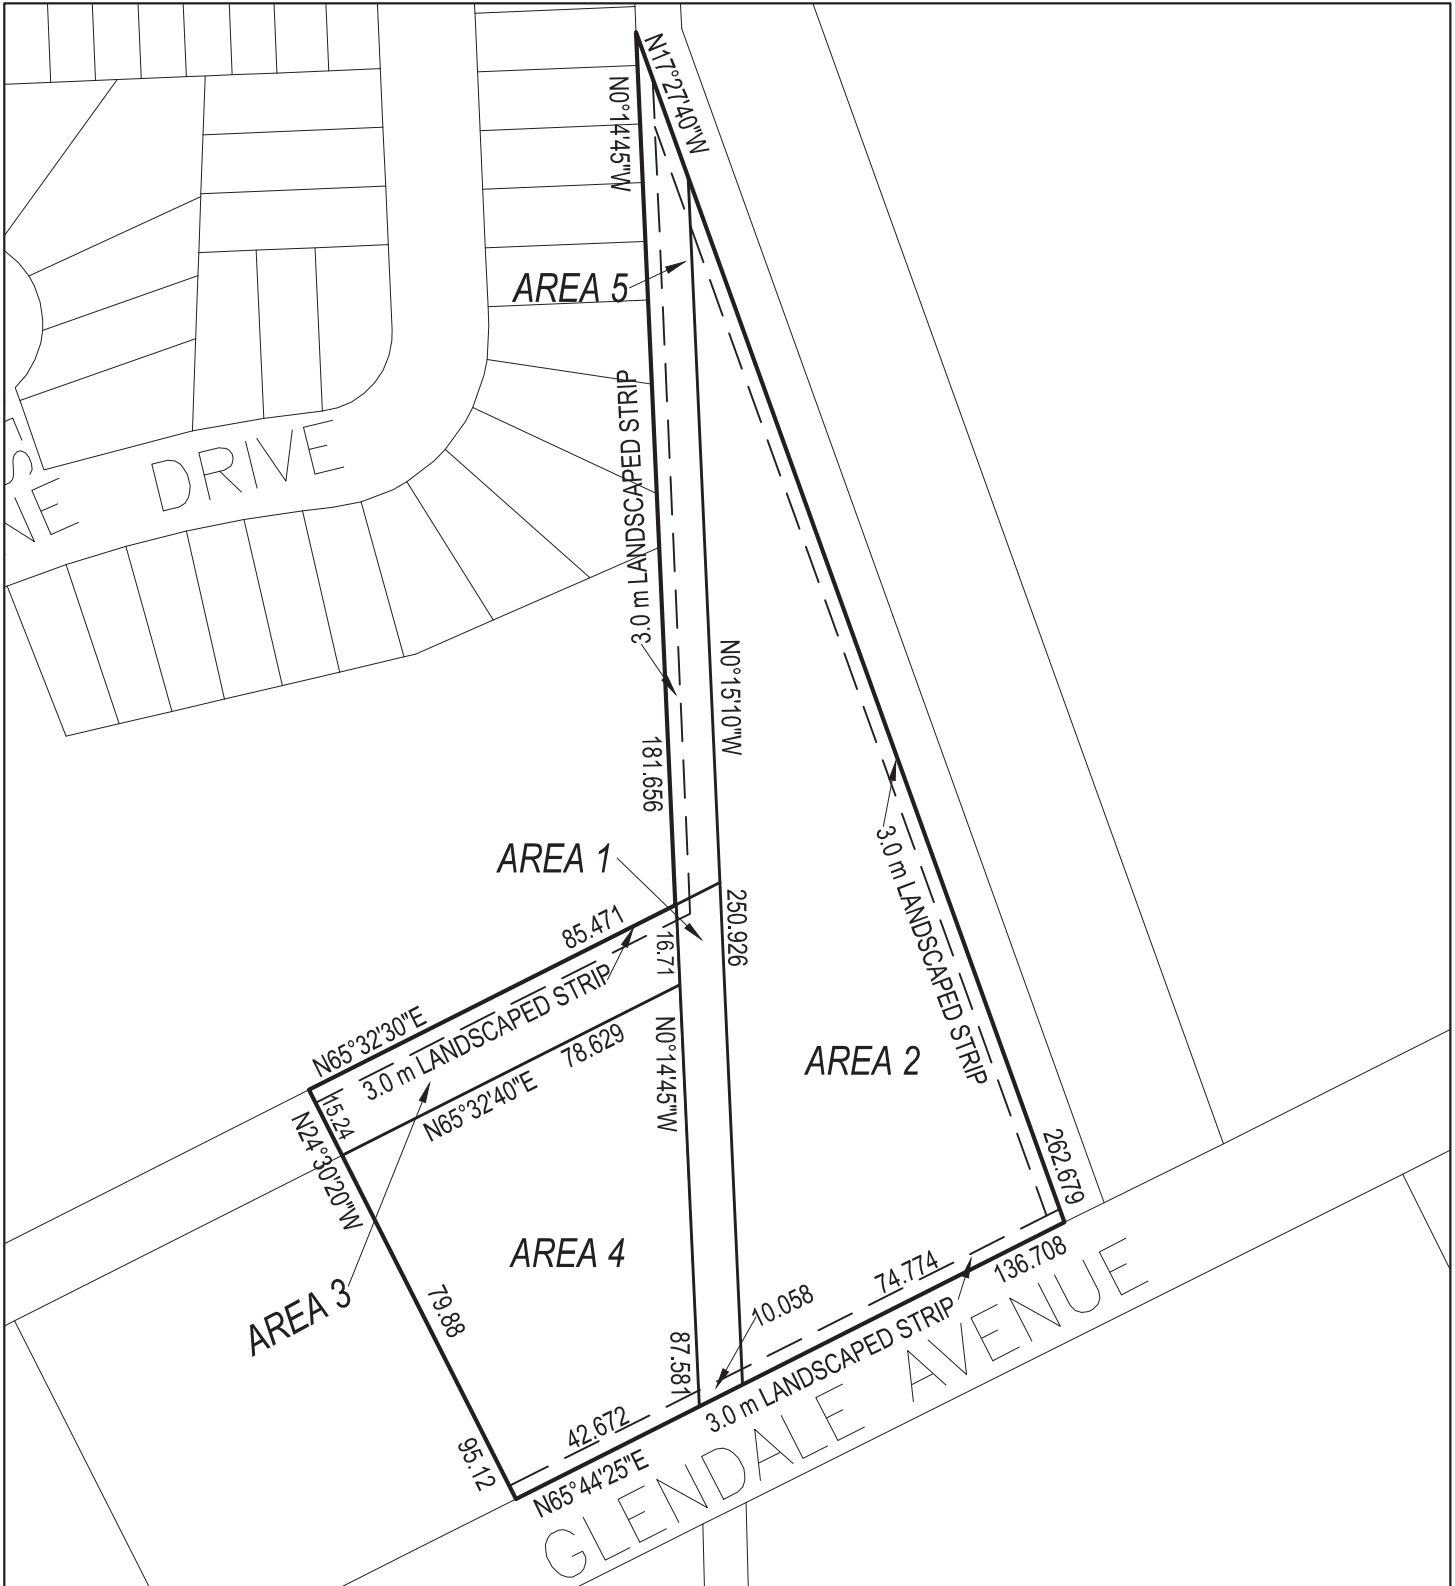 N17°27'40"W
N0°14'45"W
AREA 5
3.0 m LANDSCAPED STRIP
DRIVE
NE
N0°15'10"W
181.656
AREA 1
250.926
3.0 m LANDSCAPED STRIP
85.471
16.71
N65°32'30"E
3.0 m LANDSCAPED STRIP
78.629
N65°32'40"E
N0°14'45"W
AREA 2
15.24
N24°30'20"W
262.679
AREA 4
AREA 3
79.88
74.774
136.708
10.058
87.581
3.0 m LANDSCAPED STRIP
42.672
95.12
N65°44'25"E
GLENDALE AVENUE